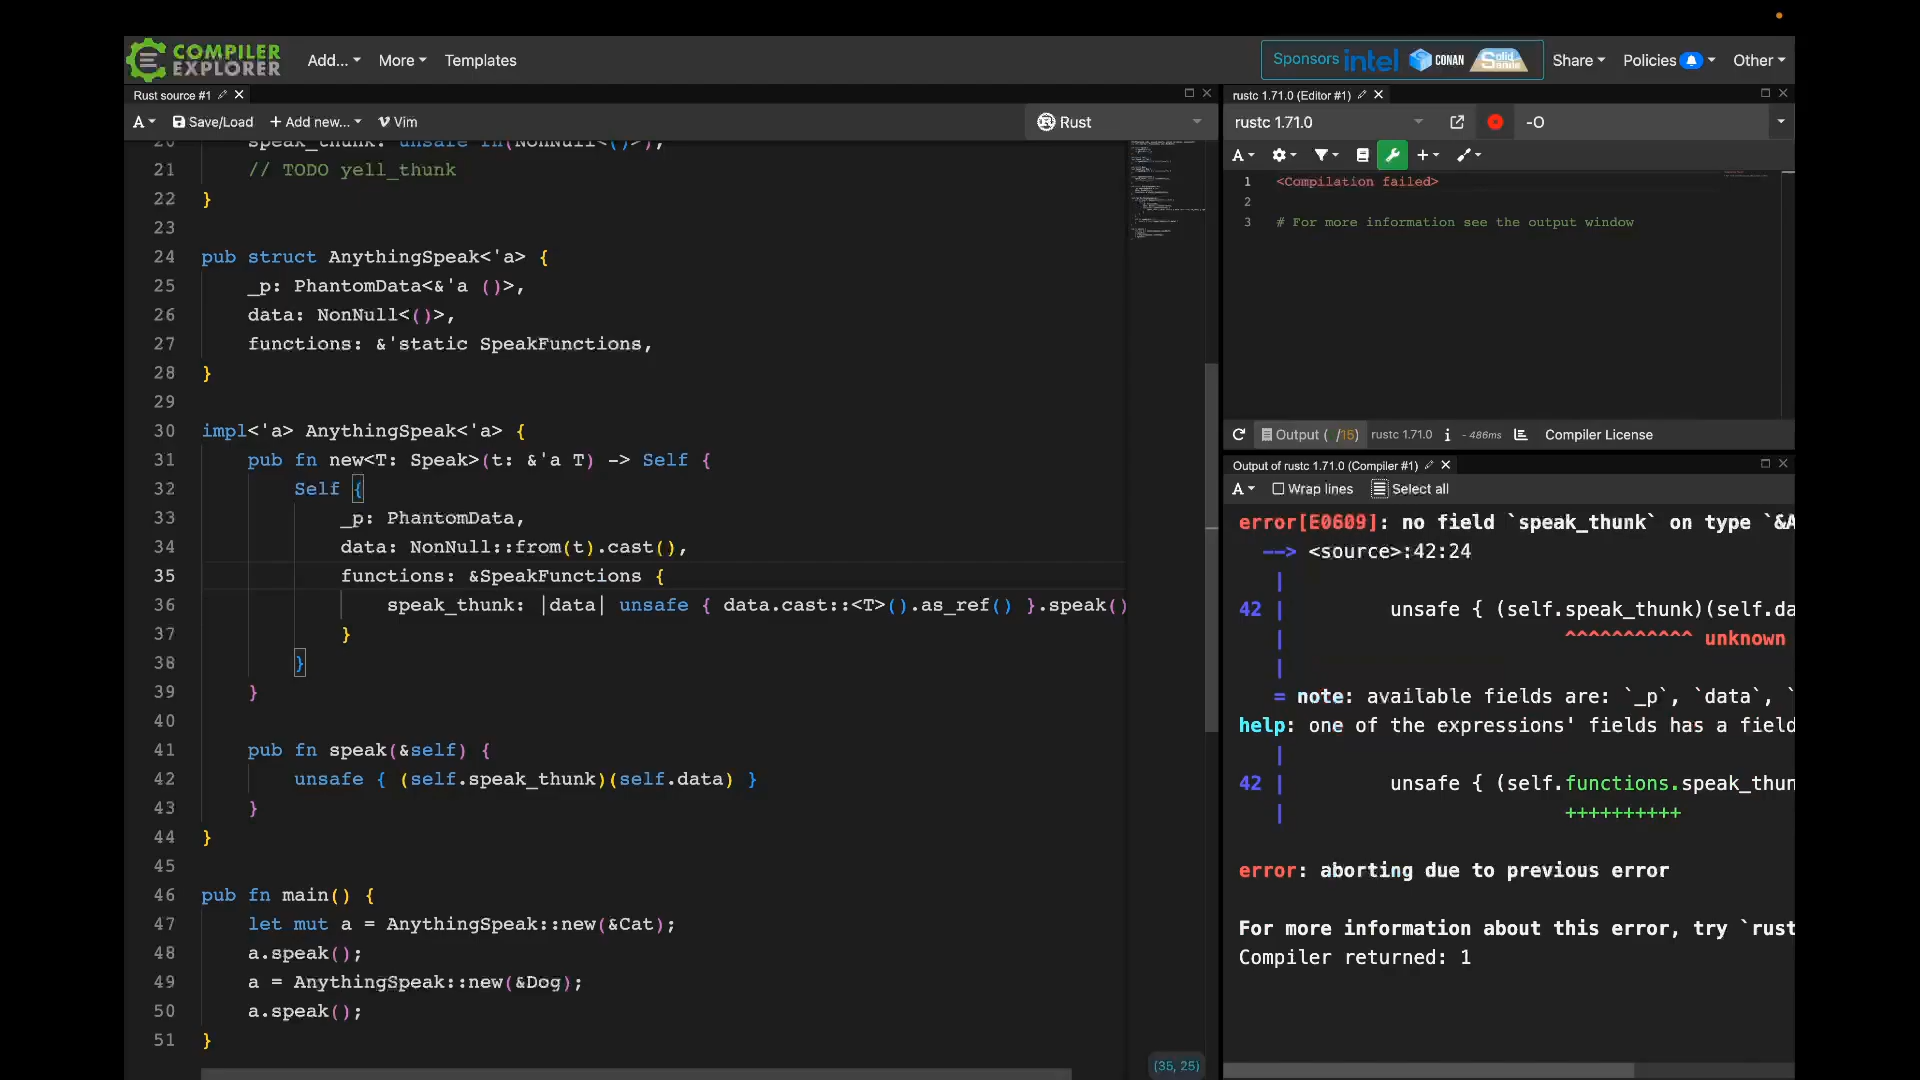 COMPILER
EXPLORER
Add...
More
Templates
Sponsors intel CONAN Solid Sands
Share
Policies
Other
Rust source #1
A
Save/Load
+ Add new...
Vim
Rust
20 speak_thunk: unsafe fn(NonNull<()>),
21 // TODO yell_thunk
22 }
23
24 pub struct AnythingSpeak<'a> {
25 _p: PhantomData<&'a ()>,
26 data: NonNull<()>,
27 functions: &'static SpeakFunctions,
28 }
29
30 impl<'a> AnythingSpeak<'a> {
31 pub fn new<T: Speak>(t: &'a T) -> Self {
32 Self {
33 _p: PhantomData,
34 data: NonNull::from(t).cast(),
35 functions: &SpeakFunctions {
36 speak_thunk: |data| unsafe { data.cast::<T>().as_ref() }.speak()
37 }
38 }
39 }
40
41 pub fn speak(&self) {
42 unsafe { (self.speak_thunk)(self.data) }
43 }
44 }
45
46 pub fn main() {
47 let mut a = AnythingSpeak::new(&Cat);
48 a.speak();
49 a = AnythingSpeak::new(&Dog);
50 a.speak();
51 }
(35, 25)
rustc 1.71.0 (Editor #1)
rustc 1.71.0
-O
A
1 <Compilation failed>
2
3 # For more information see the output window
Output ( /15) rustc 1.71.0 i - 486ms Compiler License
Output of rustc 1.71.0 (Compiler #1)
A
Wrap lines
Select all
error[E0609]: no field `speak_thunk` on type `&A
--> <source>:42:24
|
42 | unsafe { (self.speak_thunk)(self.da
| ^^^^^^^^^^^ unknown
|
= note: available fields are: `_p`, `data`, `
help: one of the expressions' fields has a field
|
42 | unsafe { (self.functions.speak_thun
| ++++++++++
error: aborting due to previous error
For more information about this error, try `rust
Compiler returned: 1